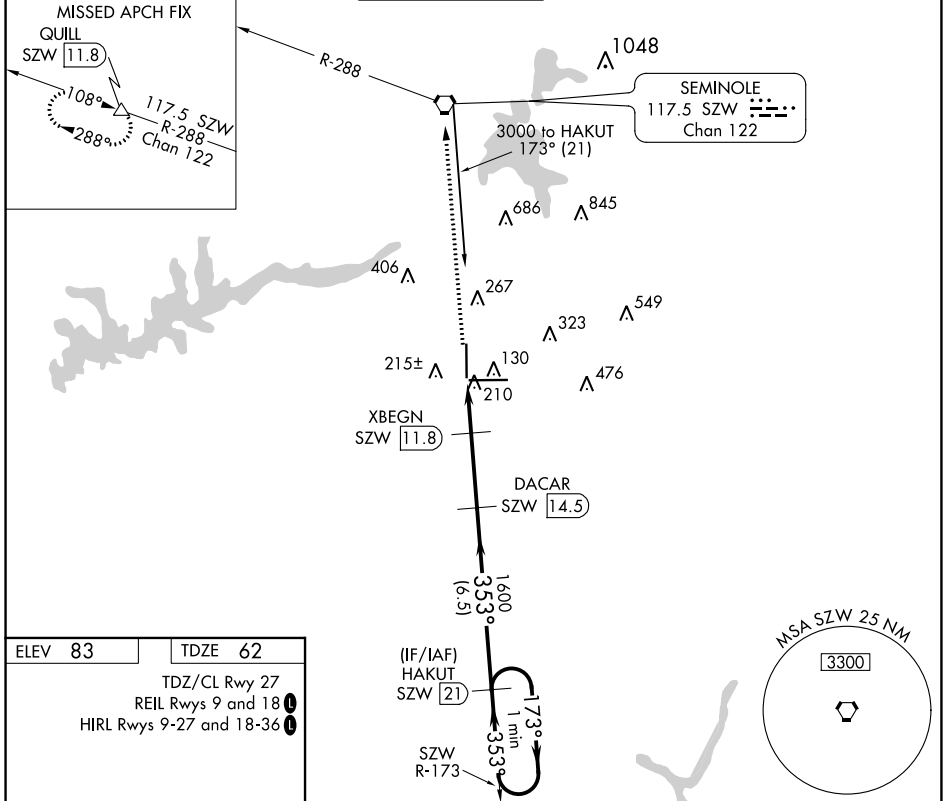 MISSED APCH FIX
QUILL
SZW 11.8
108°
288°
117.5 SZW
R-288
Chan 122
R-288
1048
SEMINOLE
117.5 SZW
Chan 122
3000 to HAKUT
173° (21)
686
845
406
267
549
323
215±
130
476
210
XBEGN
SZW 11.8
DACAR
SZW 14.5
1600
353°
(6.5)
(IF/IAF)
HAKUT
SZW 21
173°
1 min
353°
SZW
R-173
MSA SZW 25 NM
3300
ELEV 83
TDZE 62
TDZ/CL Rwy 27
REIL Rwys 9 and 18 L
HIRL Rwys 9-27 and 18-36 L